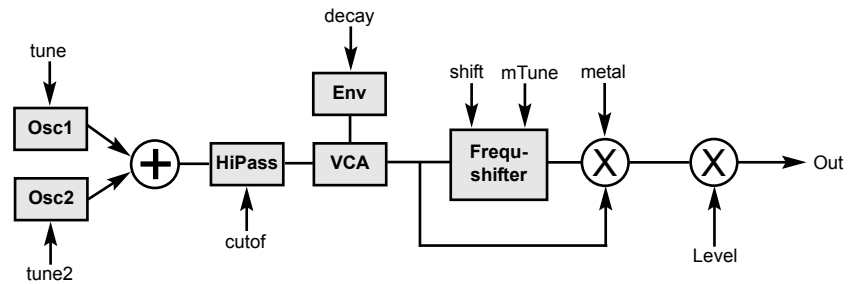 decay
tune
shift
mTune
metal
Env
Osc1
+
HiPass
VCA
Frequ-
shifter
X
X
Out
Osc2
cutof
Level
tune2